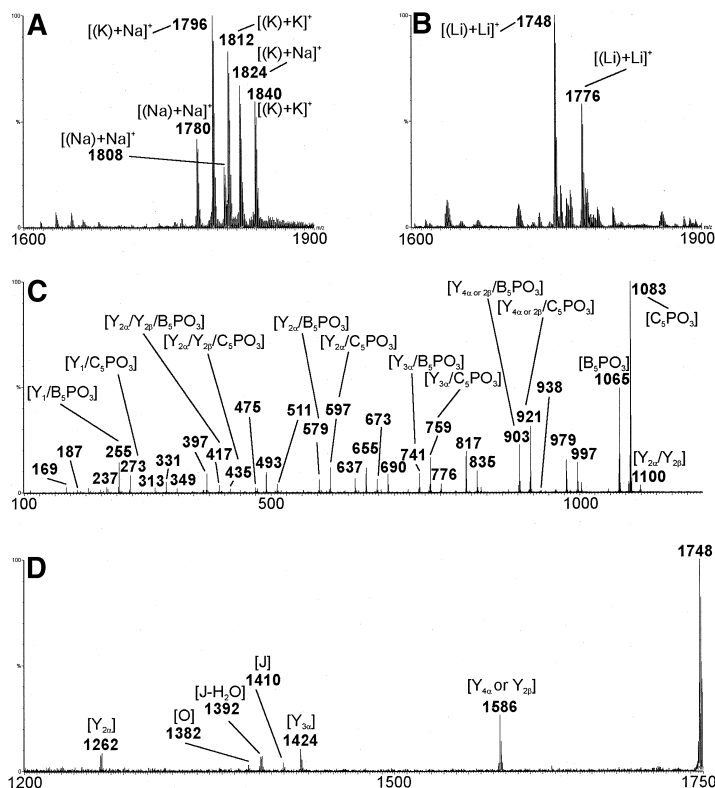 A
100
%
[(K)+Na]⁺
1796
[(K)+K]⁺
1812
[(K)+Na]⁺
1824
1840
[(K)+K]⁺
[(Na)+Na]⁺
1780
[(Na)+Na]⁺
1808
1600
1900 m/z
B
100
%
[(Li)+Li]⁺
1748
[(Li)+Li]⁺
1776
1600
1900 m/z
C
100
%
[Y₄α or 2β/B₅PO₃]
[Y₄α or 2β/C₅PO₃]
[Y₂α/Y₂β/B₅PO₃]
[Y₂α/B₅PO₃]
[Y₂α/Y₂β/C₅PO₃]
[Y₂α/C₅PO₃]
[Y₁/C₅PO₃]
[Y₃α/B₅PO₃]
[Y₃α/C₅PO₃]
[Y₁/B₅PO₃]
1083
[C₅PO₃]
[B₅PO₃]
1065
169
187
237
255
273
313
331
349
397
417
435
475
493
511
579
597
637
655
673
690
741
759
776
817
835
903
921
938
979
997
[Y₂α/Y₂β]
1100
100
500
1000
D
100
%
1748
[Y₂α]
1262
[O]
1382
[J-H₂O]
1392
[J]
1410
[Y₃α]
1424
[Y₄α or Y₂β]
1586
1200
1500
1750